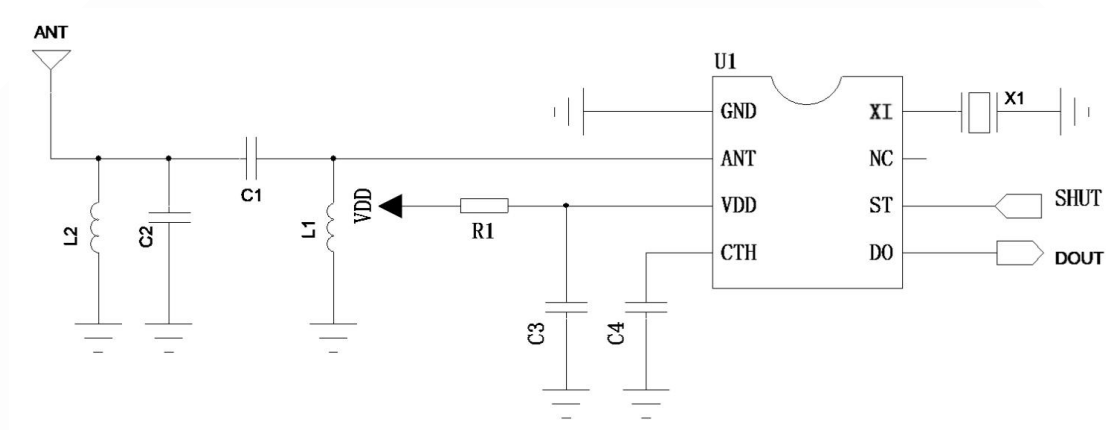 ANT
U1
GND
XI
X1
ANT
NC
C1
VDD
R1
VDD
ST
SHUT
L2
C2
L1
CTH
DO
DOUT
C3
C4